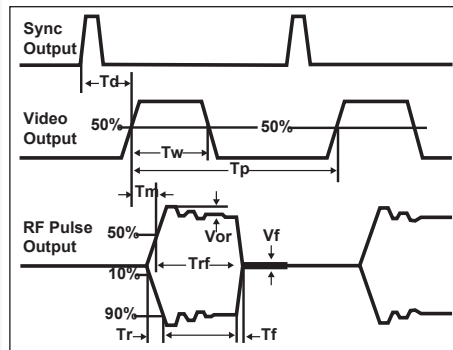 Sync
Output
Td
Video
Output
50%
50%
Tw
Tp
Tm
RF Pulse
Output
50%
Vor
Vf
Trf
10%
90%
Tr
Tf